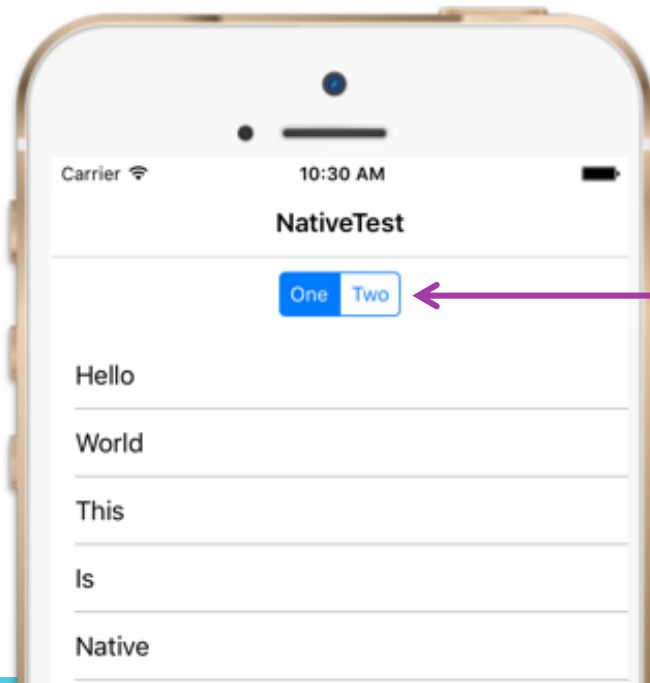 Carrier 10:30 AM
NativeTest
One Two
Hello
World
This
Is
Native